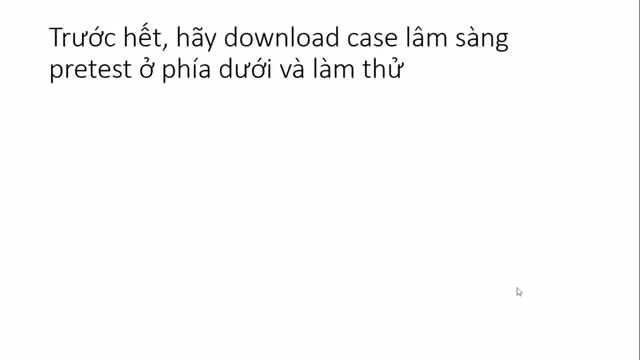 Trước hết, hãy download case lâm sàng
pretest ở phía dưới và làm thử